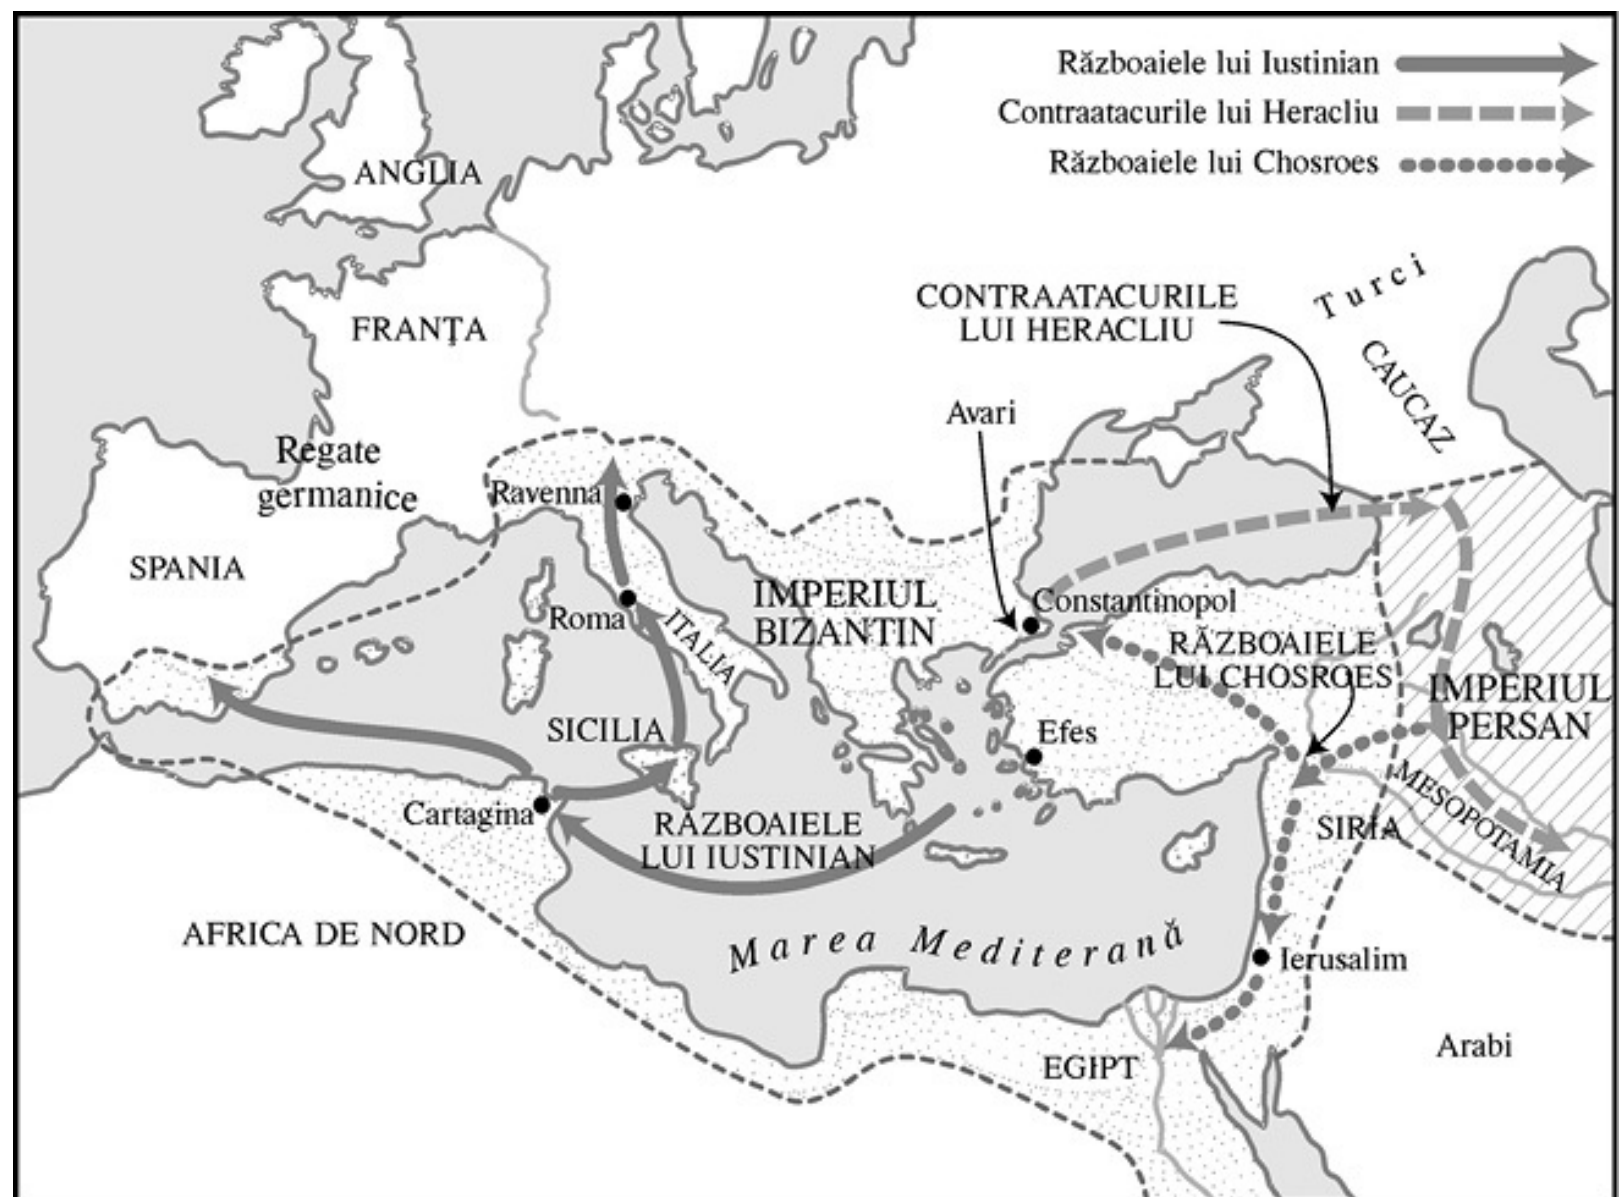 Războaiele lui Iustinian
Contraatacurile lui Heracliu
Războaiele lui Chosroes
ANGLIA
FRANȚA
CONTRAATACURILE
LUI HERACLIU
Turci
CAUCAZ
Avari
Regate
germanice
Ravenna
SPANIA
IMPERIUL
BIZANTIN
Constantinopol
Roma
ITALIA
RĂZBOAIELE
LUI CHOSROES
IMPERIUL
PERSAN
SICILIA
Efes
Cartagina
RĂZBOAIELE
LUI IUSTINIAN
SIRIA
MESOPOTAMIA
AFRICA DE NORD
Marea Mediterană
Ierusalim
EGIPT
Arabi